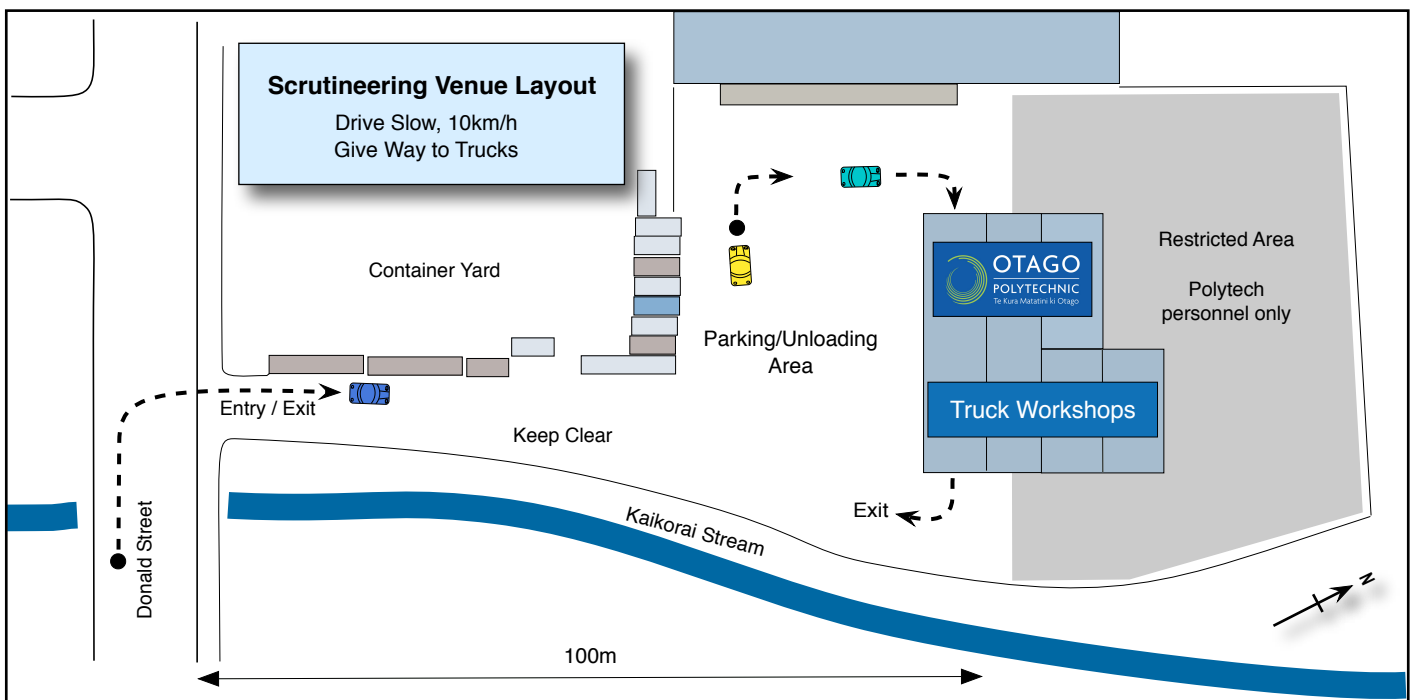 Scrutineering Venue Layout
Drive Slow, 10km/h
Give Way to Trucks
Container Yard
Restricted Area
Polytech
personnel only
OTAGO
POLYTECHNIC
Te Kura Matatini ki Otago
Parking/Unloading
Area
Entry / Exit
Truck Workshops
Keep Clear
Exit
Donald Street
Kaikorai Stream
N
100m